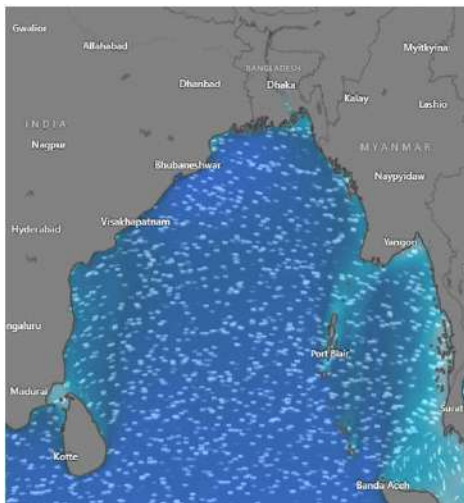 Gwalior
Allahabad
Myitkyina
BANGLADESH
Dhanbad
Dhaka
Kalay
Lashio
INDIA
Nagpur
MYANMAR
Bhubaneshwar
Naypyidaw
Visakhapatnam
Hyderabad
Yangon
engaluru
Port Blair
Madurai
Surat
Kotte
Banda Aceh